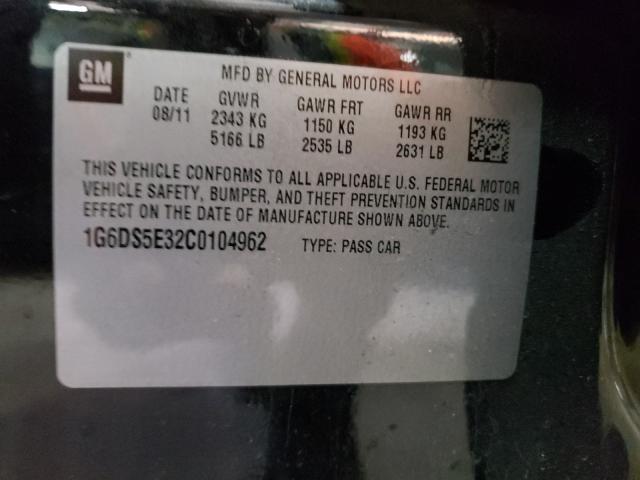 GM
MFD BY GENERAL MOTORS LLC
DATE GVWR GAWR FRT GAWR RR
08/11 2343 KG 1150 KG 1193 KG
5166 LB 2535 LB 2631 LB
THIS VEHICLE CONFORMS TO ALL APPLICABLE U.S. FEDERAL MOTOR
VEHICLE SAFETY, BUMPER, AND THEFT PREVENTION STANDARDS IN
EFFECT ON THE DATE OF MANUFACTURE SHOWN ABOVE.
1G6DS5E32C0104962 TYPE: PASS CAR